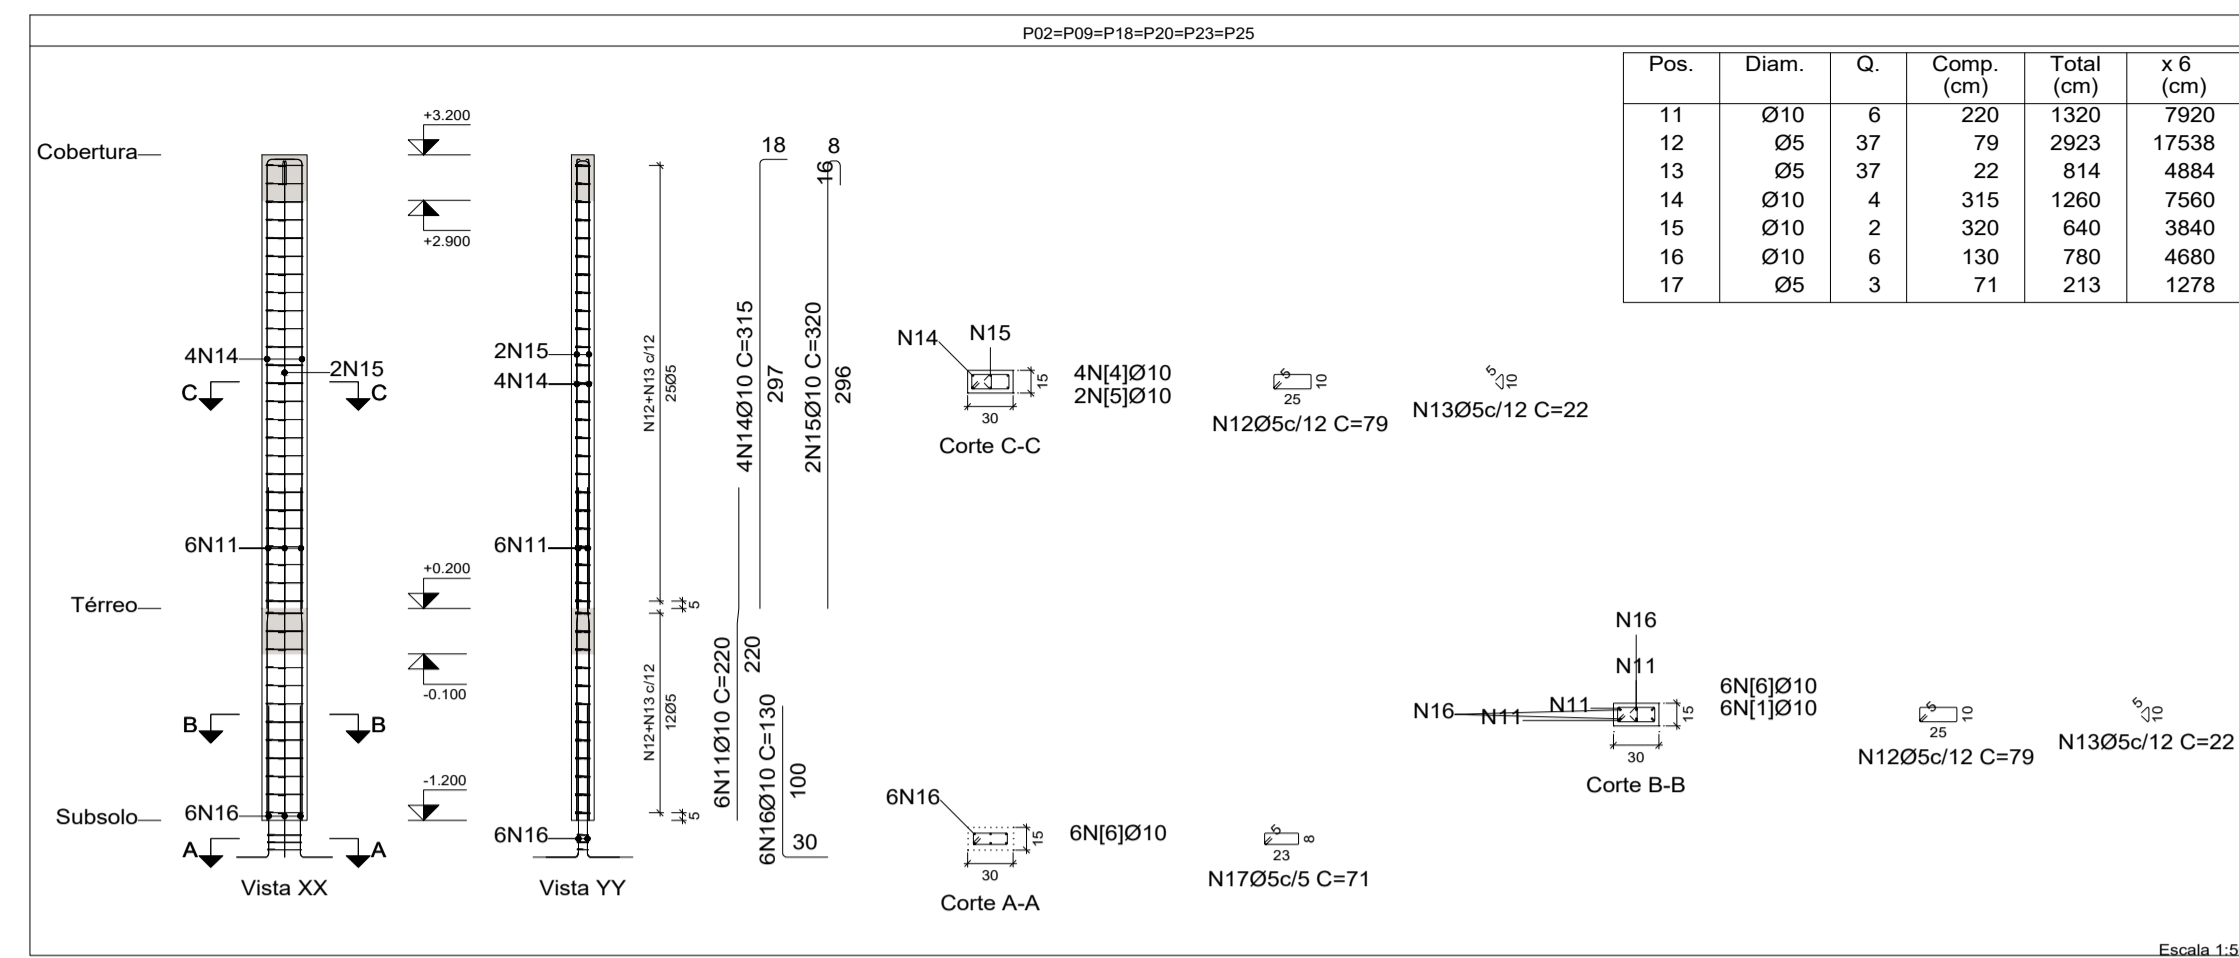 P02=P09=P18=P20=P23=P25
Pos. Diam. Q. Comp. (cm) Total (cm) x 6 (cm)
11 Ø10 6 220 1320 7920
12 Ø5 37 79 2923 17538
13 Ø5 37 22 814 4884
14 Ø10 4 315 1260 7560
15 Ø10 2 320 640 3840
16 Ø10 6 130 780 4680
17 Ø5 3 71 213 1278
Cobertura
+3.200
+2.900
4N14
2N15
C C
6N11
Térreo
+0.200
-0.100
B B
-1.200
Subsolo
6N16
A A
Vista XX
2N15
4N14
6N11
6N16
Vista YY
N12+N13 c/12
25Ø5
5
N12+N13 c/12
12Ø5
5
18
4N14Ø10 C=315
297
8
16
2N15Ø10 C=320
296
6N11Ø10 C=220
220
6N16Ø10 C=130
100
30
N14
N15
15
30
4N[4]Ø10
2N[5]Ø10
Corte C-C
5
10
25
N12Ø5c/12 C=79
5
10
N13Ø5c/12 C=22
N16
N11
N11
N16
N11
15
30
6N[6]Ø10
6N[1]Ø10
Corte B-B
5
10
25
N12Ø5c/12 C=79
5
10
N13Ø5c/12 C=22
6N16
15
30
6N[6]Ø10
Corte A-A
5
8
23
N17Ø5c/5 C=71
Escala 1:5